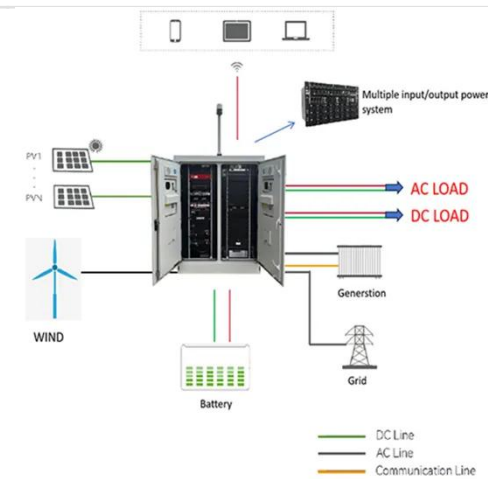 Multiple input/output power
system
PV1
PVN
AC LOAD
DC LOAD
WIND
Generstion
Grid
Battery
DC Line
AC Line
Communication Line